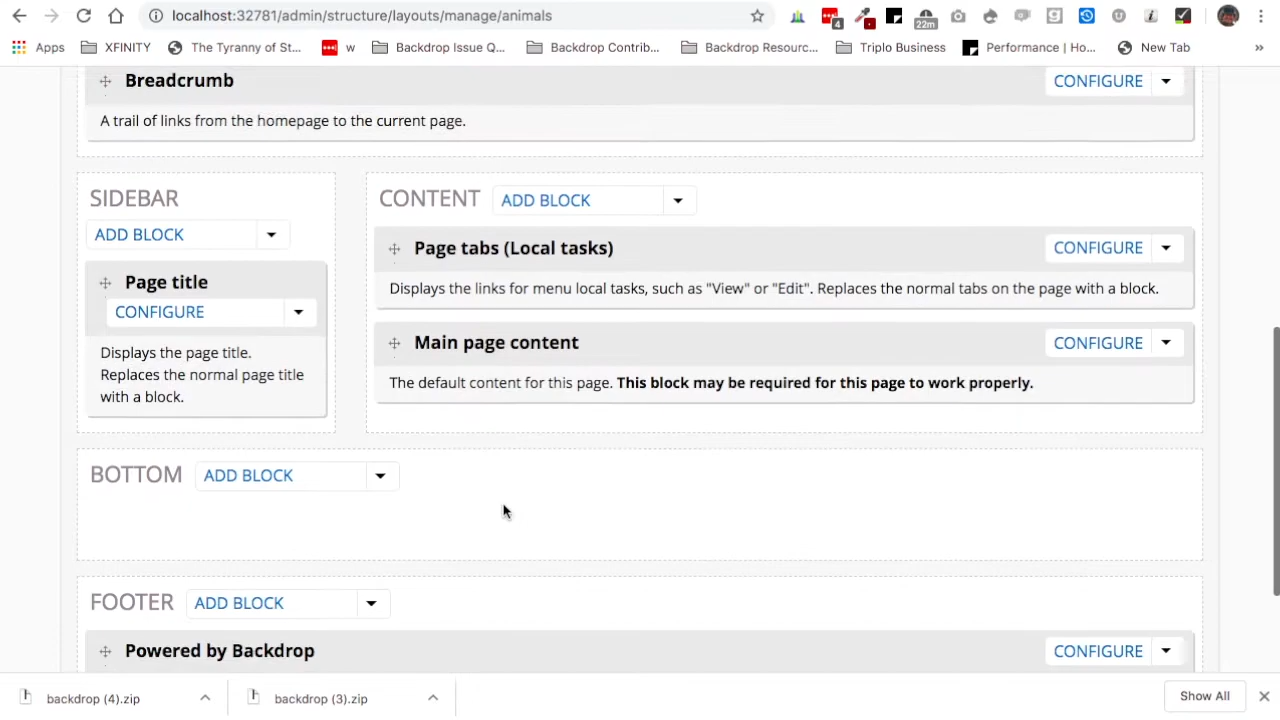 localhost:32781/admin/structure/layouts/manage/animals
4
22m
Apps
XFINITY
The Tyranny of St...
w
Backdrop Issue Q...
Backdrop Contrib...
Backdrop Resourc...
Triplo Business
Performance | Ho...
New Tab
»
Breadcrumb
CONFIGURE
A trail of links from the homepage to the current page.
SIDEBAR
ADD BLOCK
Page title
CONFIGURE
Displays the page title.
Replaces the normal page title
with a block.
CONTENT
ADD BLOCK
Page tabs (Local tasks)
CONFIGURE
Displays the links for menu local tasks, such as "View" or "Edit". Replaces the normal tabs on the page with a block.
Main page content
CONFIGURE
The default content for this page. This block may be required for this page to work properly.
BOTTOM
ADD BLOCK
FOOTER
ADD BLOCK
Powered by Backdrop
CONFIGURE
backdrop (4).zip
backdrop (3).zip
Show All